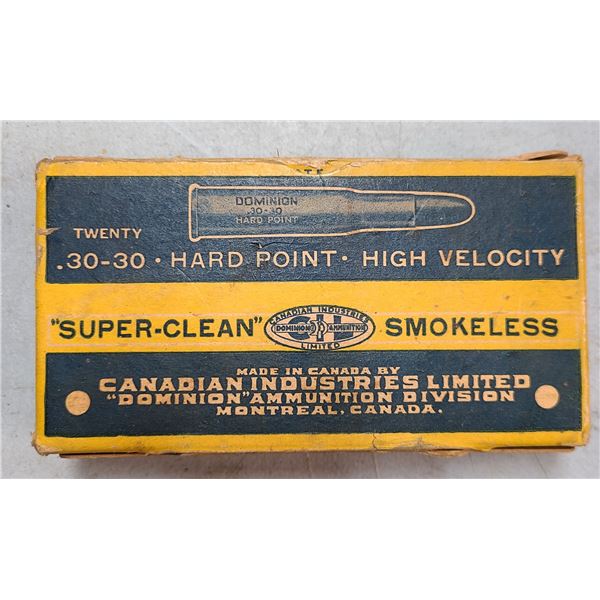 DOMINION
.30-30
HARD POINT
TWENTY
.30-30 • HARD POINT • HIGH VELOCITY
"SUPER-CLEAN"
CANADIAN INDUSTRIES
DOMINION CIL AMMUNITION
LIMITED
SMOKELESS
MADE IN CANADA BY
CANADIAN INDUSTRIES LIMITED
"DOMINION" AMMUNITION DIVISION
MONTREAL, CANADA.